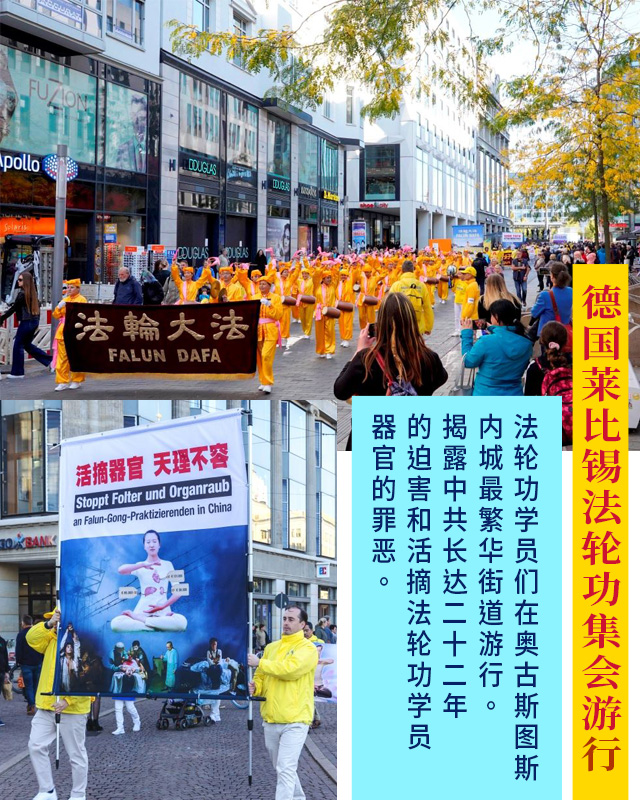 FUZION
Apollo
DOUGLAS
DOUGLAS
DOUGLAS
法輪大法
FALUN DAFA
活摘器官 天理不容
Stoppt Folter und Organraub
an Falun-Gong-Praktizierenden in China
德国莱比锡法轮功集会游行
法轮功学员们在奥古斯图斯
内城最繁华街道游行。
揭露中共长达二十二年
的迫害和活摘法轮功学员
器官的罪恶。